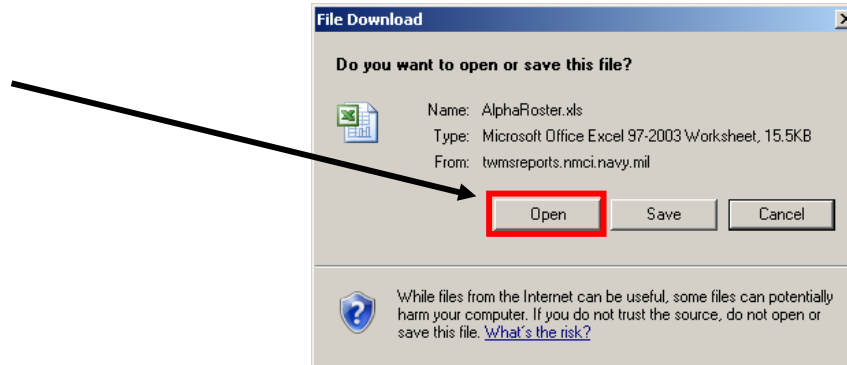 File Download
Do you want to open or save this file?
Name: AlphaRoster.xls
Type: Microsoft Office Excel 97-2003 Worksheet, 15.5KB
From: twmsreports.nmci.navy.mil
Open Save Cancel
While files from the Internet can be useful, some files can potentially
harm your computer. If you do not trust the source, do not open or
save this file. What's the risk?